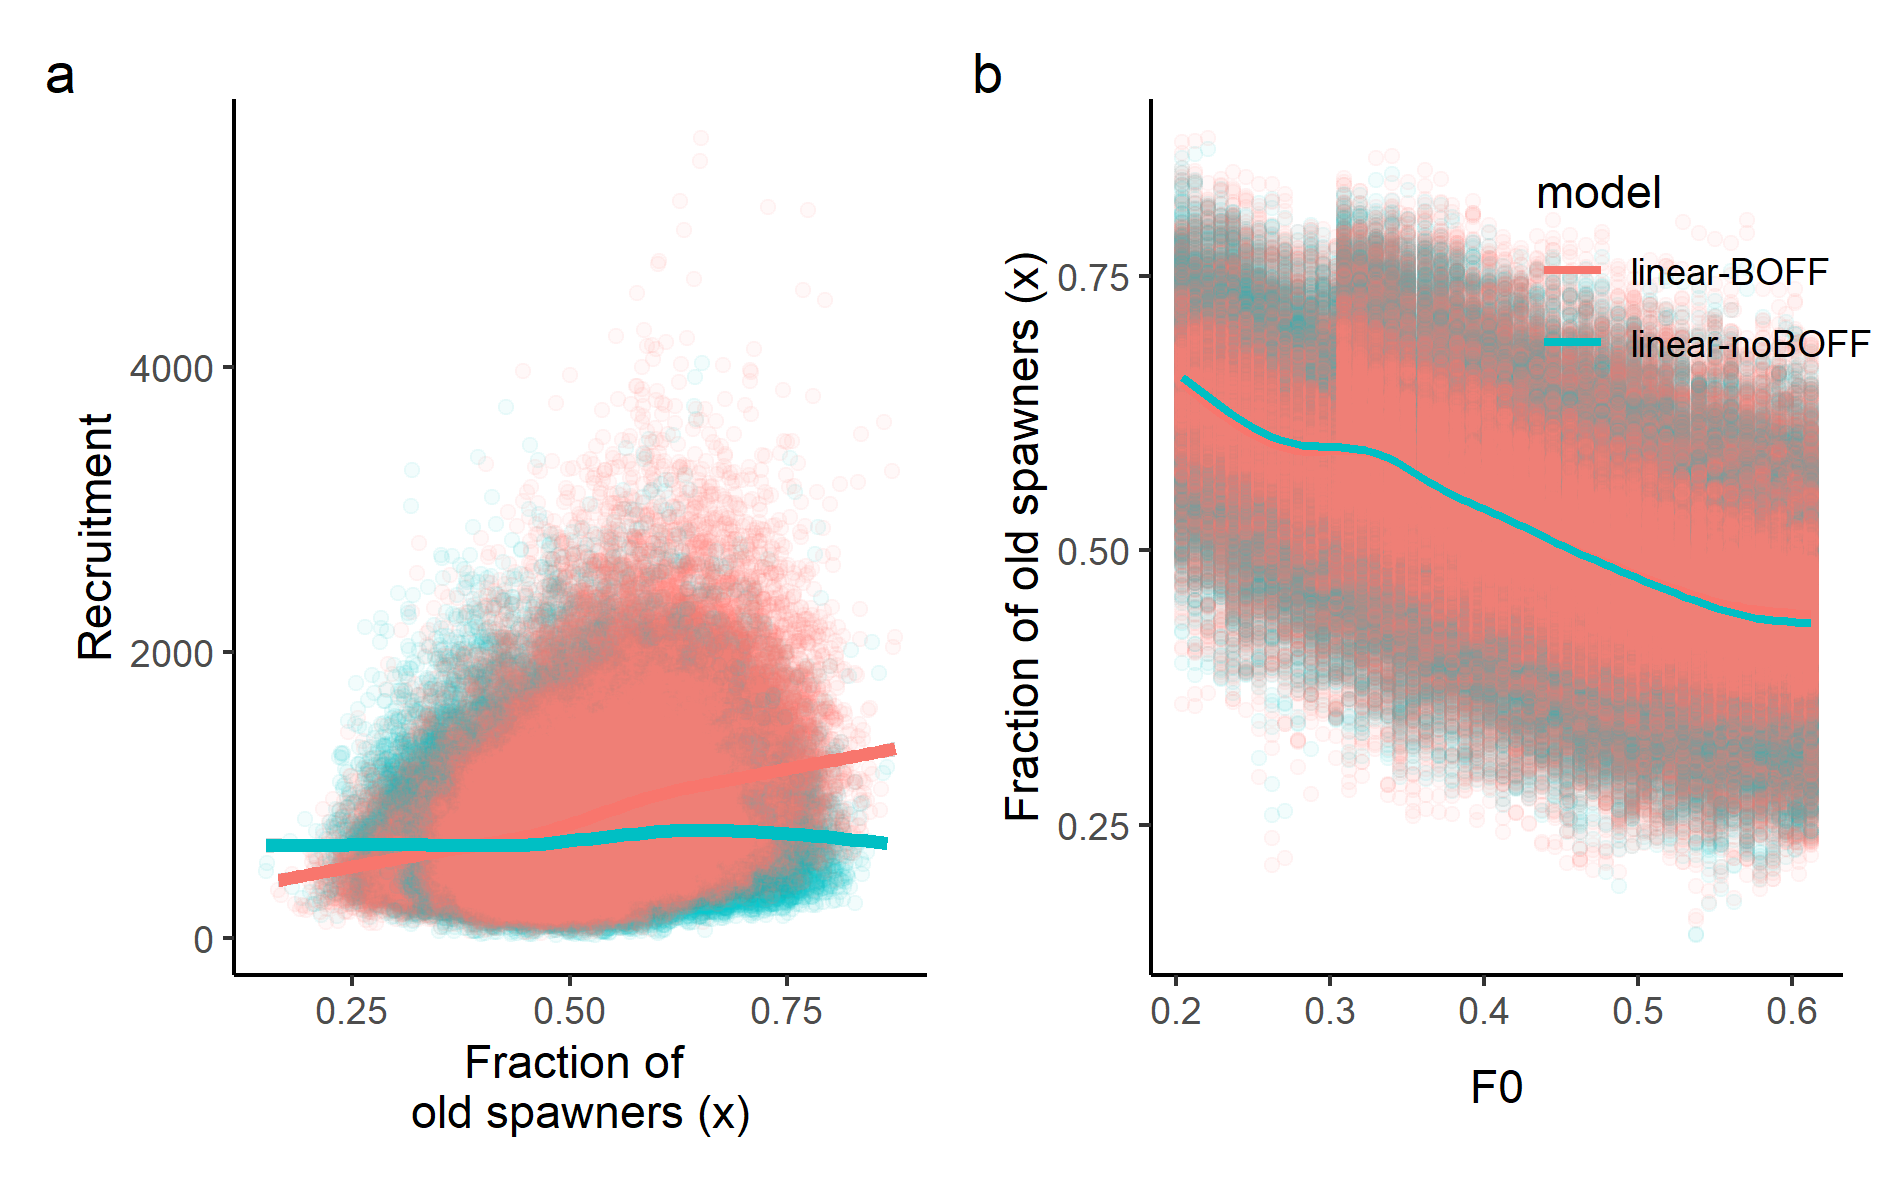 a
Recruitment
4000
2000
0
0.25
0.50
0.75
Fraction of
old spawners (x)
b
Fraction of old spawners (x)
0.75
0.50
0.25
0.2
0.3
0.4
0.5
0.6
F0
model
linear-BOFF
linear-noBOFF